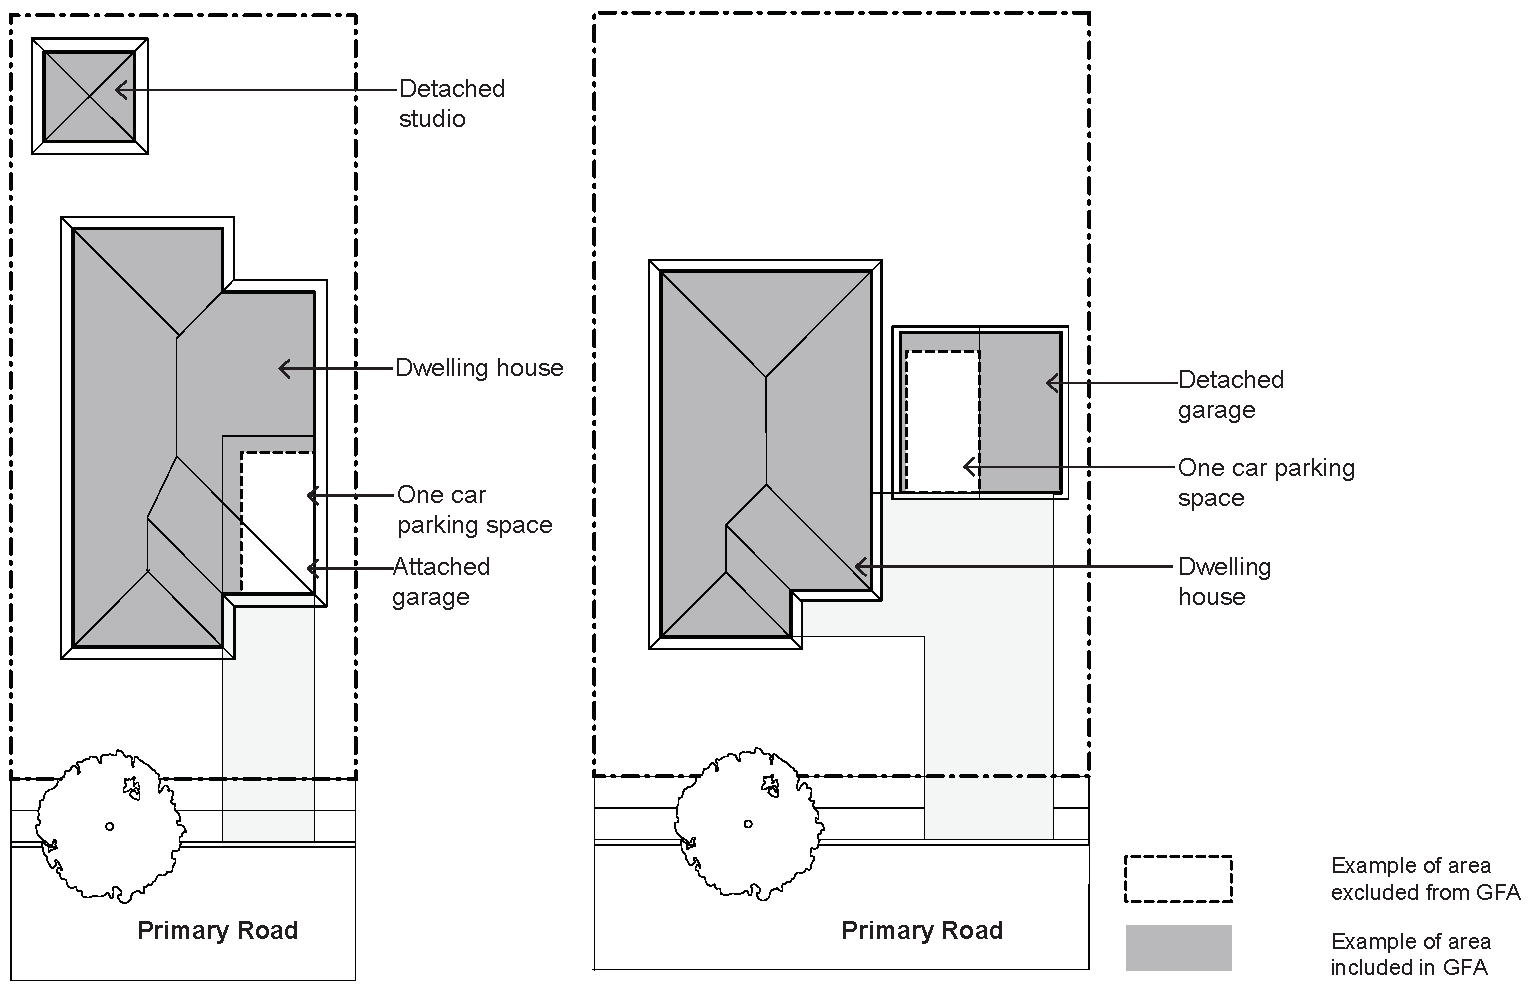 Detached
studio
Dwelling house
One car
parking space
Attached
garage
Primary Road
Detached
garage
One car parking
space
Dwelling
house
Primary Road
Example of area
excluded from GFA
Example of area
included in GFA